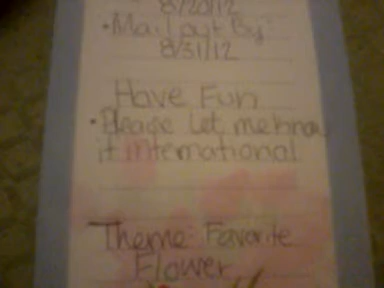 8/20/12
• Mail out By
8/31/12
Have Fun
• Please Let me know
if international
Theme: Favorite
Flower